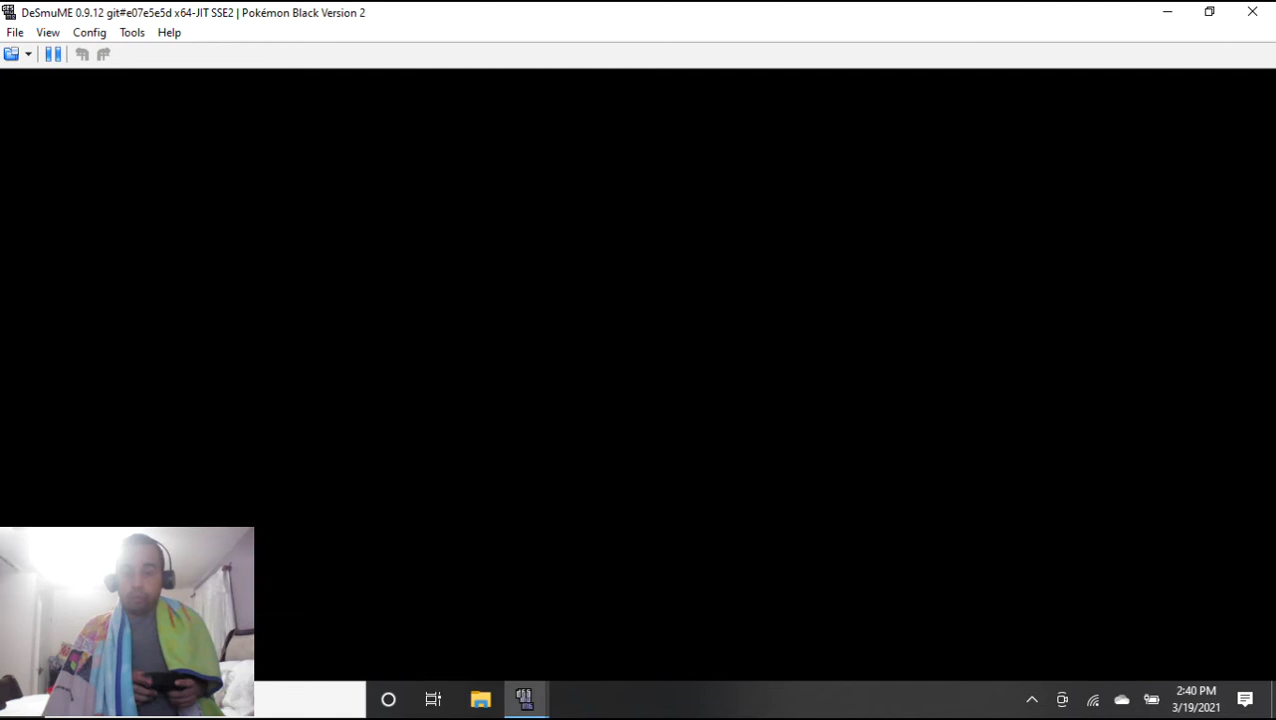 DeSmuME 0.9.12 git#e07e5e5d x64-JIT SSE2 | Pokémon Black Version 2
File View Config Tools Help
2:40 PM
3/19/2021